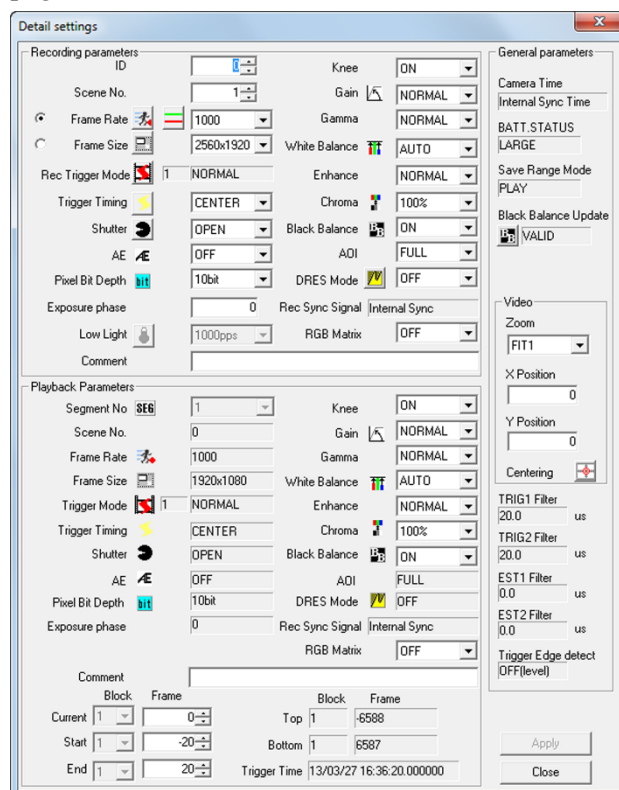 Detail settings
Recording parameters
ID 0
Scene No. 1
Frame Rate 1000
Frame Size 2560x1920
Rec Trigger Mode 1 NORMAL
Trigger Timing CENTER
Shutter OPEN
AE Æ OFF
Pixel Bit Depth bit 10bit
Exposure phase 0
Low Light 1000pps
Comment
Knee ON
Gain NORMAL
Gamma NORMAL
White Balance AUTO
Enhance NORMAL
Chroma 100%
Black Balance BB ON
AOI FULL
DRES Mode OFF
Rec Sync Signal Internal Sync
RGB Matrix OFF
Playback Parameters
Segment No SEG 1
Scene No. 0
Frame Rate 1000
Frame Size 1920x1080
Trigger Mode 1 NORMAL
Trigger Timing CENTER
Shutter OPEN
AE Æ OFF
Pixel Bit Depth bit 10bit
Exposure phase 0
Knee ON
Gain NORMAL
Gamma NORMAL
White Balance AUTO
Enhance NORMAL
Chroma 100%
Black Balance BB ON
AOI FULL
DRES Mode OFF
Rec Sync Signal Internal Sync
RGB Matrix OFF
Comment
Block Frame
Current 1 0
Start 1 -20
End 1 20
Block Frame
Top 1 -6588
Bottom 1 6587
Trigger Time 13/03/27 16:36:20.000000
General parameters
Camera Time
Internal Sync Time
BATT.STATUS
LARGE
Save Range Mode
PLAY
Black Balance Update
BB VALID
Video
Zoom
FIT1
X Position
0
Y Position
0
Centering
TRIG1 Filter
20.0 us
TRIG2 Filter
20.0 us
EST1 Filter
0.0 us
EST2 Filter
0.0 us
Trigger Edge detect
OFF(level)
Apply
Close